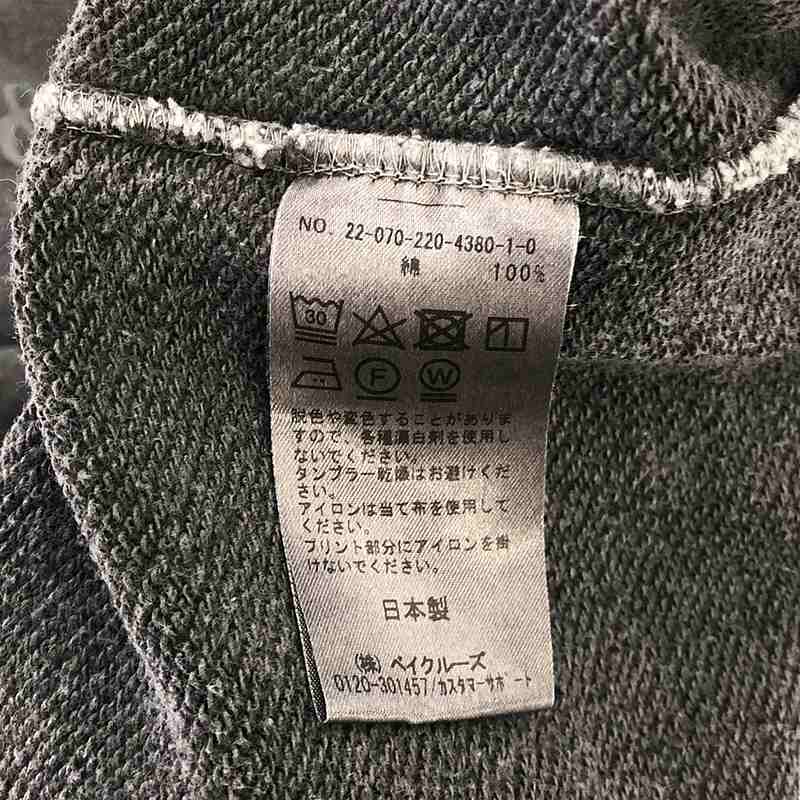 NO. 22-070-220-4380-1-0
綿 100%
30
F W
脱色や変色することがありま
すので、各種漂白剤を使用し
ないでください。
タンブラー乾燥はお避けくだ
さい。
アイロンは当て布を使用して
ください。
プリント部分にアイロンを掛
けないでください。
日本製
(株) ベイクルーズ
0120-301457/カスタマーサポート